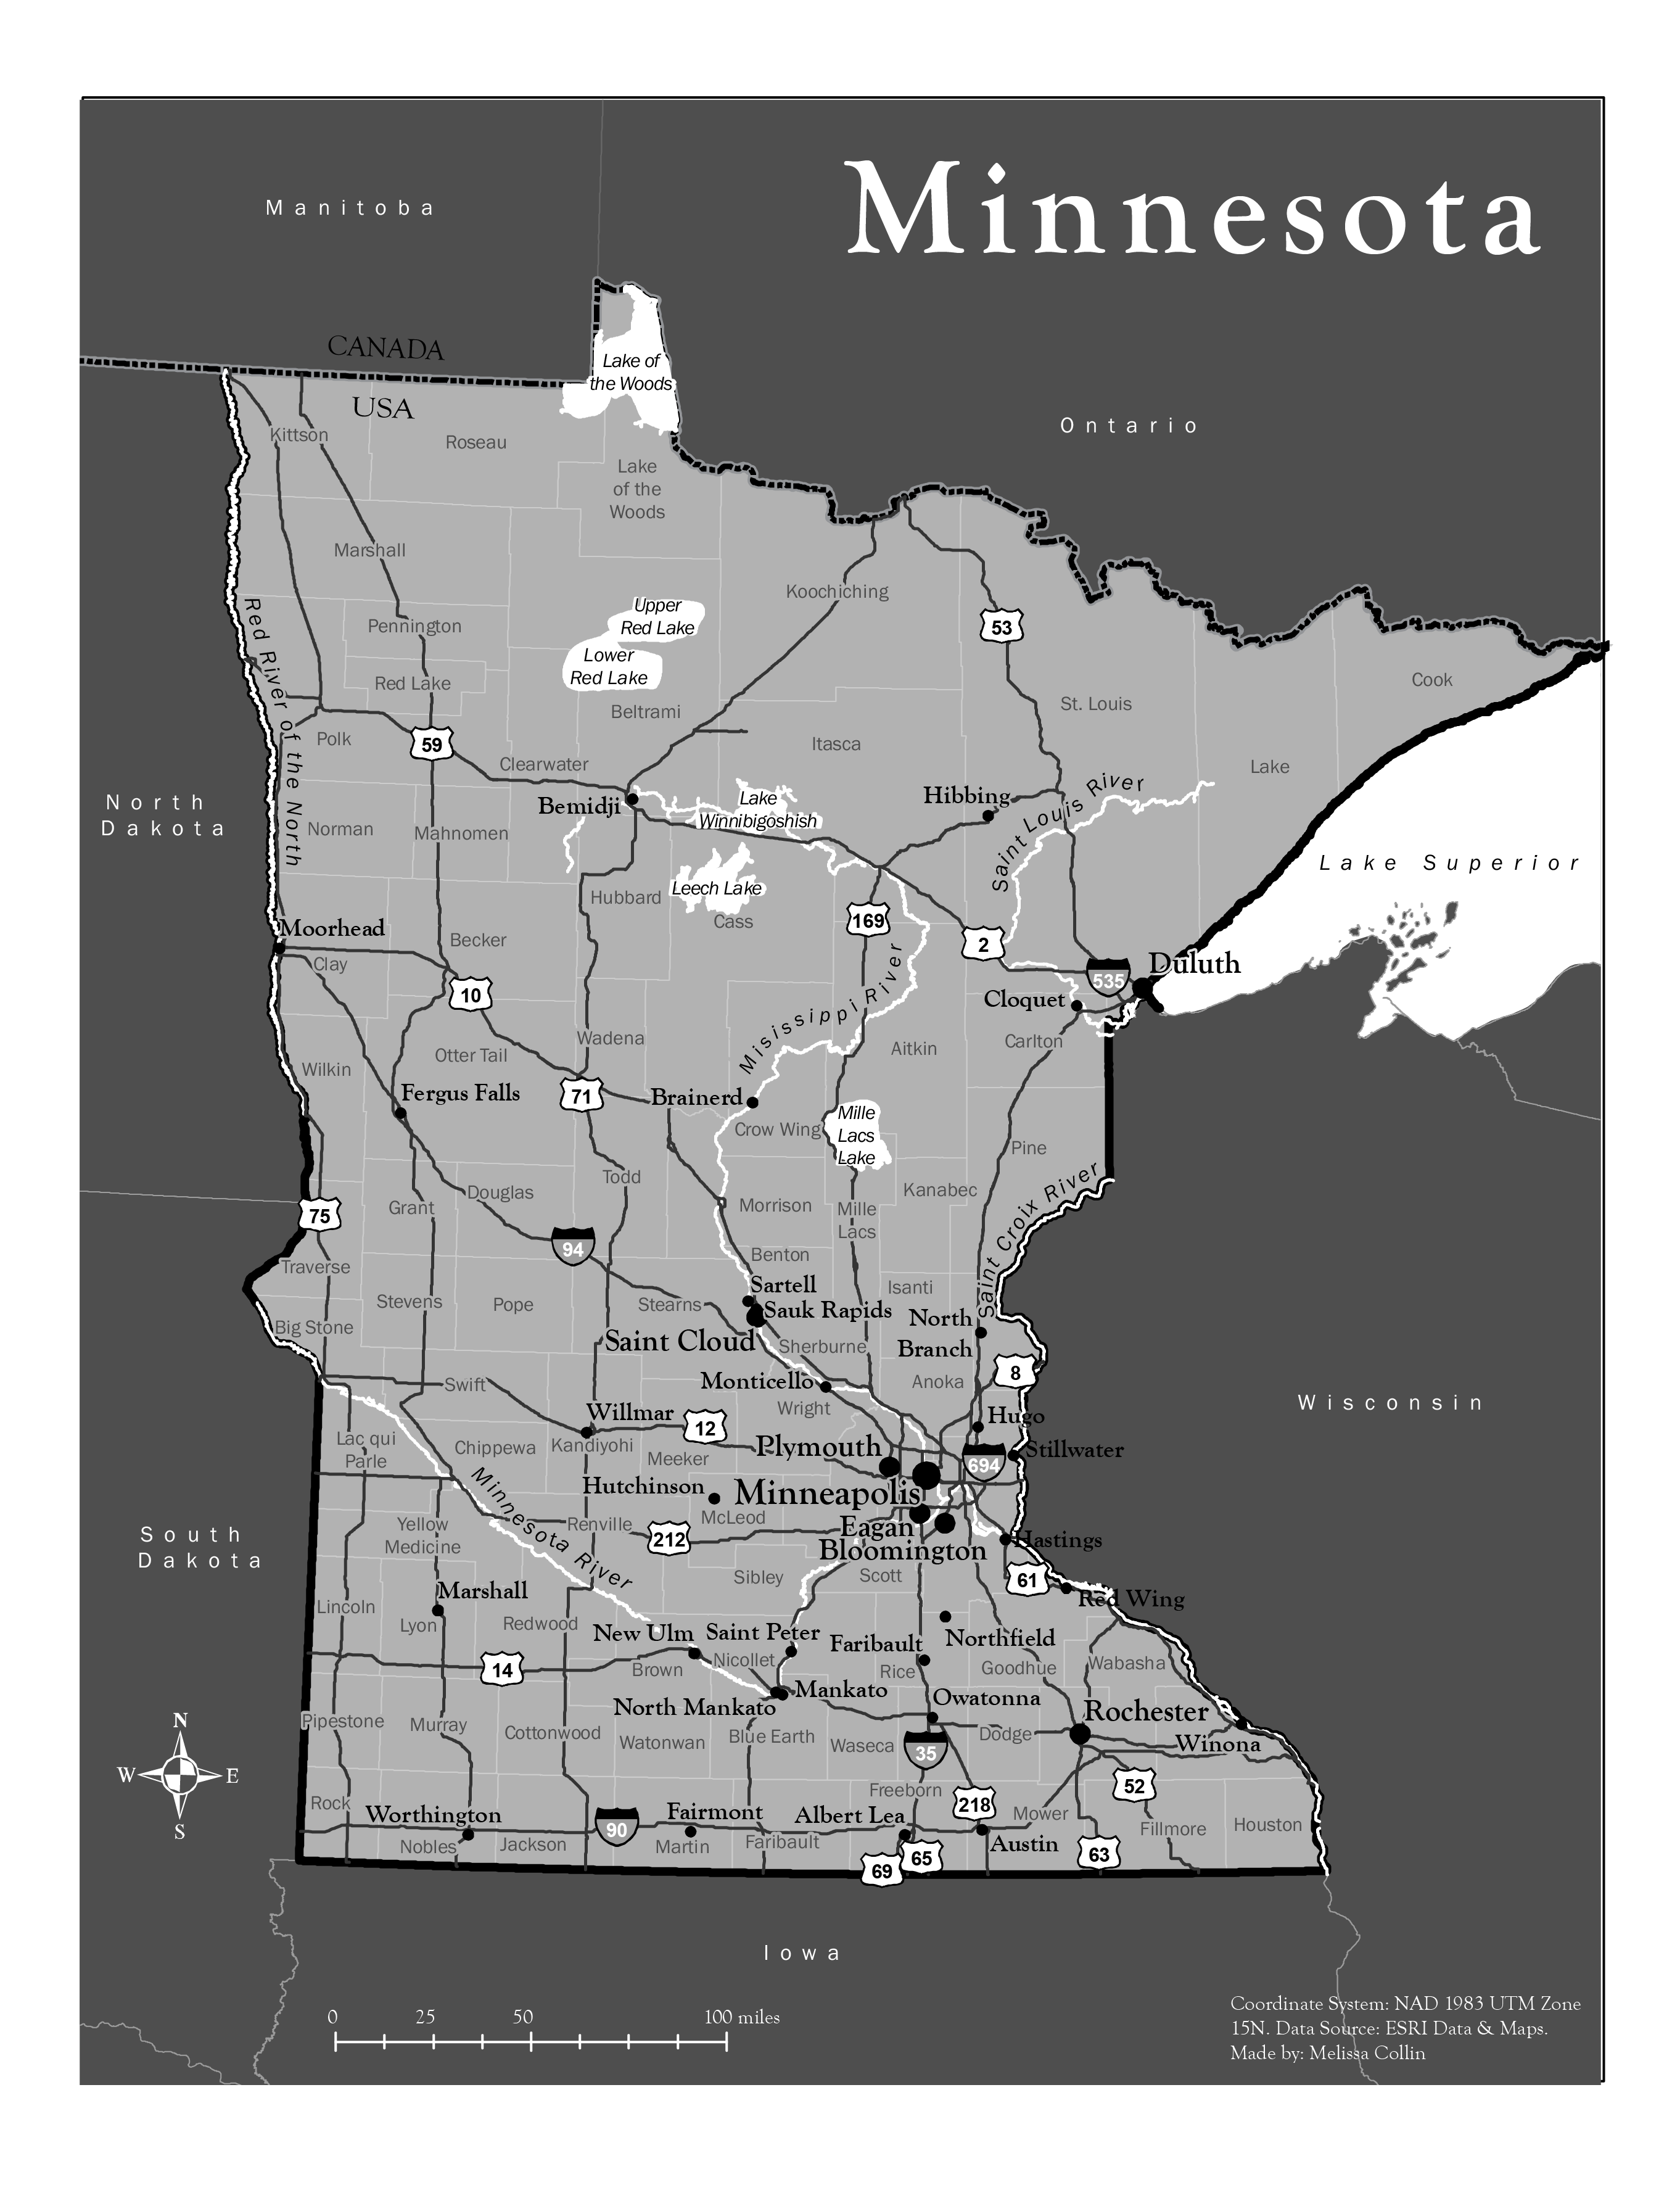 Minnesota
Manitoba
CANADA
USA
Ontario
Lake of
the Woods
Kittson
Roseau
Lake
of the
Woods
Marshall
Koochiching
Upper
Red Lake
Pennington
53
Lower
Red Lake
Red Lake
Cook
Red River of the North
Beltrami
St. Louis
Polk
59
Itasca
Clearwater
Lake
North
Dakota
Bemidji
Lake
Winnibigoshish
Hibbing
Saint Louis River
Norman
Mahnomen
Lake Superior
Leech Lake
Hubbard
Cass
169
Moorhead
Becker
2
Clay
Duluth
535
10
Cloquet
Mississippi River
Wadena
Aitkin
Carlton
Otter Tail
Wilkin
Fergus Falls
71
Brainerd
Mille
Lacs
Lake
Crow Wing
Pine
Todd
Douglas
Kanabec
Grant
Morrison
Mille
Lacs
75
Saint Croix River
94
Benton
Traverse
Sartell
Isanti
Stevens
Pope
Stearns
Sauk Rapids
North
Branch
Big Stone
Saint Cloud
Sherburne
8
Swift
Monticello
Anoka
Wright
Wisconsin
Willmar
12
Hugo
Lac qui
Parle
Chippewa
Kandiyohi
Plymouth
Stillwater
Meeker
694
Minnesota River
Hutchinson
Minneapolis
McLeod
South
Dakota
Yellow
Medicine
Renville
212
Eagan
Hastings
Bloomington
Sibley
Scott
61
Marshall
Red Wing
Lincoln
Lyon
Redwood
New Ulm
Saint Peter
Faribault
Northfield
14
Brown
Nicollet
Rice
Goodhue
Wabasha
Mankato
North Mankato
Owatonna
Rochester
Pipestone
Murray
Cottonwood
Watonwan
Blue Earth
Waseca
35
Dodge
Winona
N
W
E
S
52
Freeborn
218
Rock
Worthington
90
Fairmont
Albert Lea
Mower
Fillmore
Houston
Nobles
Jackson
Martin
Faribault
Austin
69
65
63
Iowa
0 25 50 100 miles
Coordinate System: NAD 1983 UTM Zone
15N. Data Source: ESRI Data & Maps.
Made by: Melissa Collin